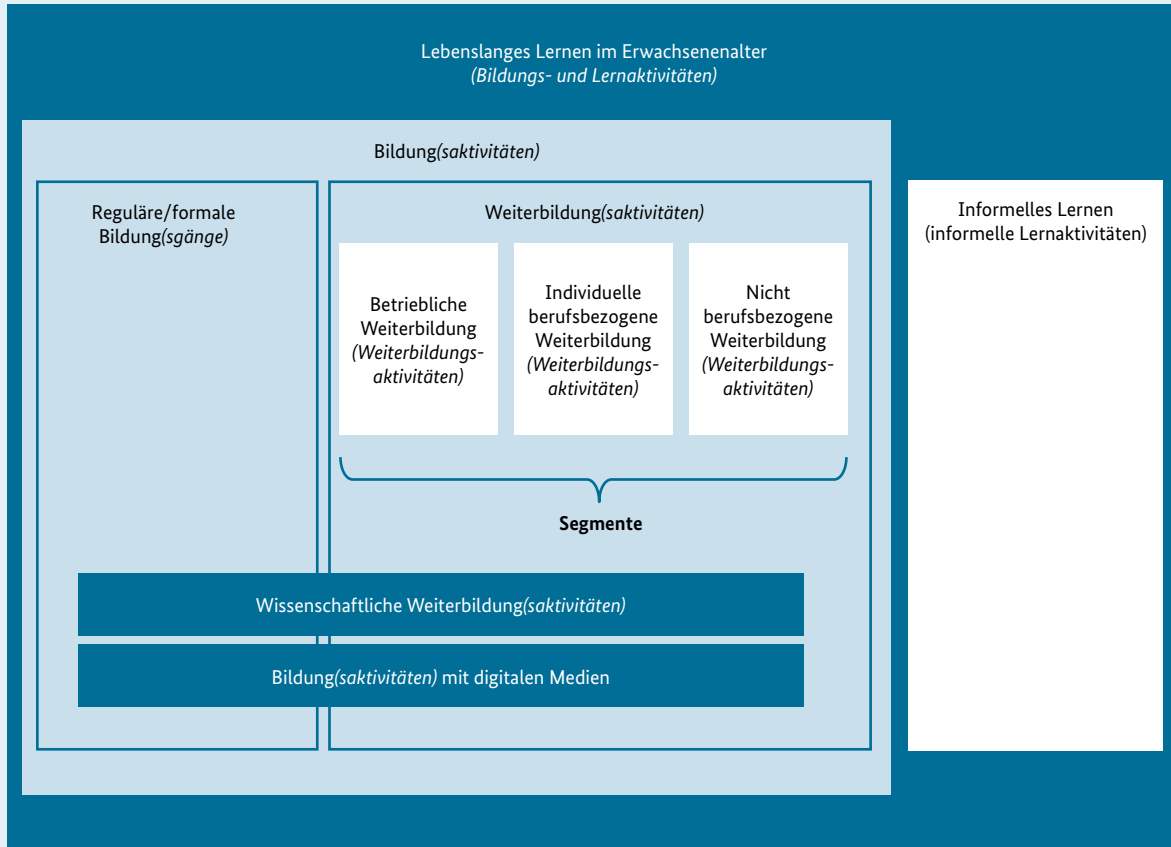 Lebenslanges Lernen im Erwachsenenalter
(Bildungs- und Lernaktivitäten)
Bildung(saktivitäten)
Reguläre/formale
Bildung(sgänge)
Weiterbildung(saktivitäten)
Betriebliche
Weiterbildung
(Weiterbildungs-
aktivitäten)
Individuelle
berufsbezogene
Weiterbildung
(Weiterbildungs-
aktivitäten)
Nicht
berufsbezogene
Weiterbildung
(Weiterbildungs-
aktivitäten)
Segmente
Wissenschaftliche Weiterbildung(saktivitäten)
Bildung(saktivitäten) mit digitalen Medien
Informelles Lernen
(informelle Lernaktivitäten)